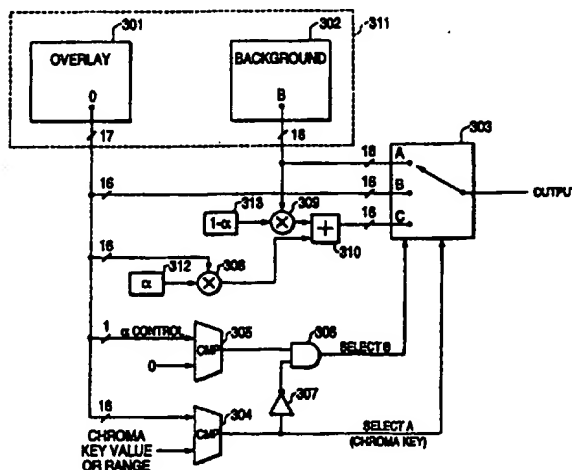 301
302
311
OVERLAY
BACKGROUND
0
B
17
16
303
16
A
16
B
OUTPUT
313
309
1-α
16
C
310
16
312
308
α
1
α CONTROL
305
306
CMP
SELECT B
0
307
16
304
CMP
SELECT A
(CHROMA KEY)
CHROMA
KEY VALUE
OR RANGE